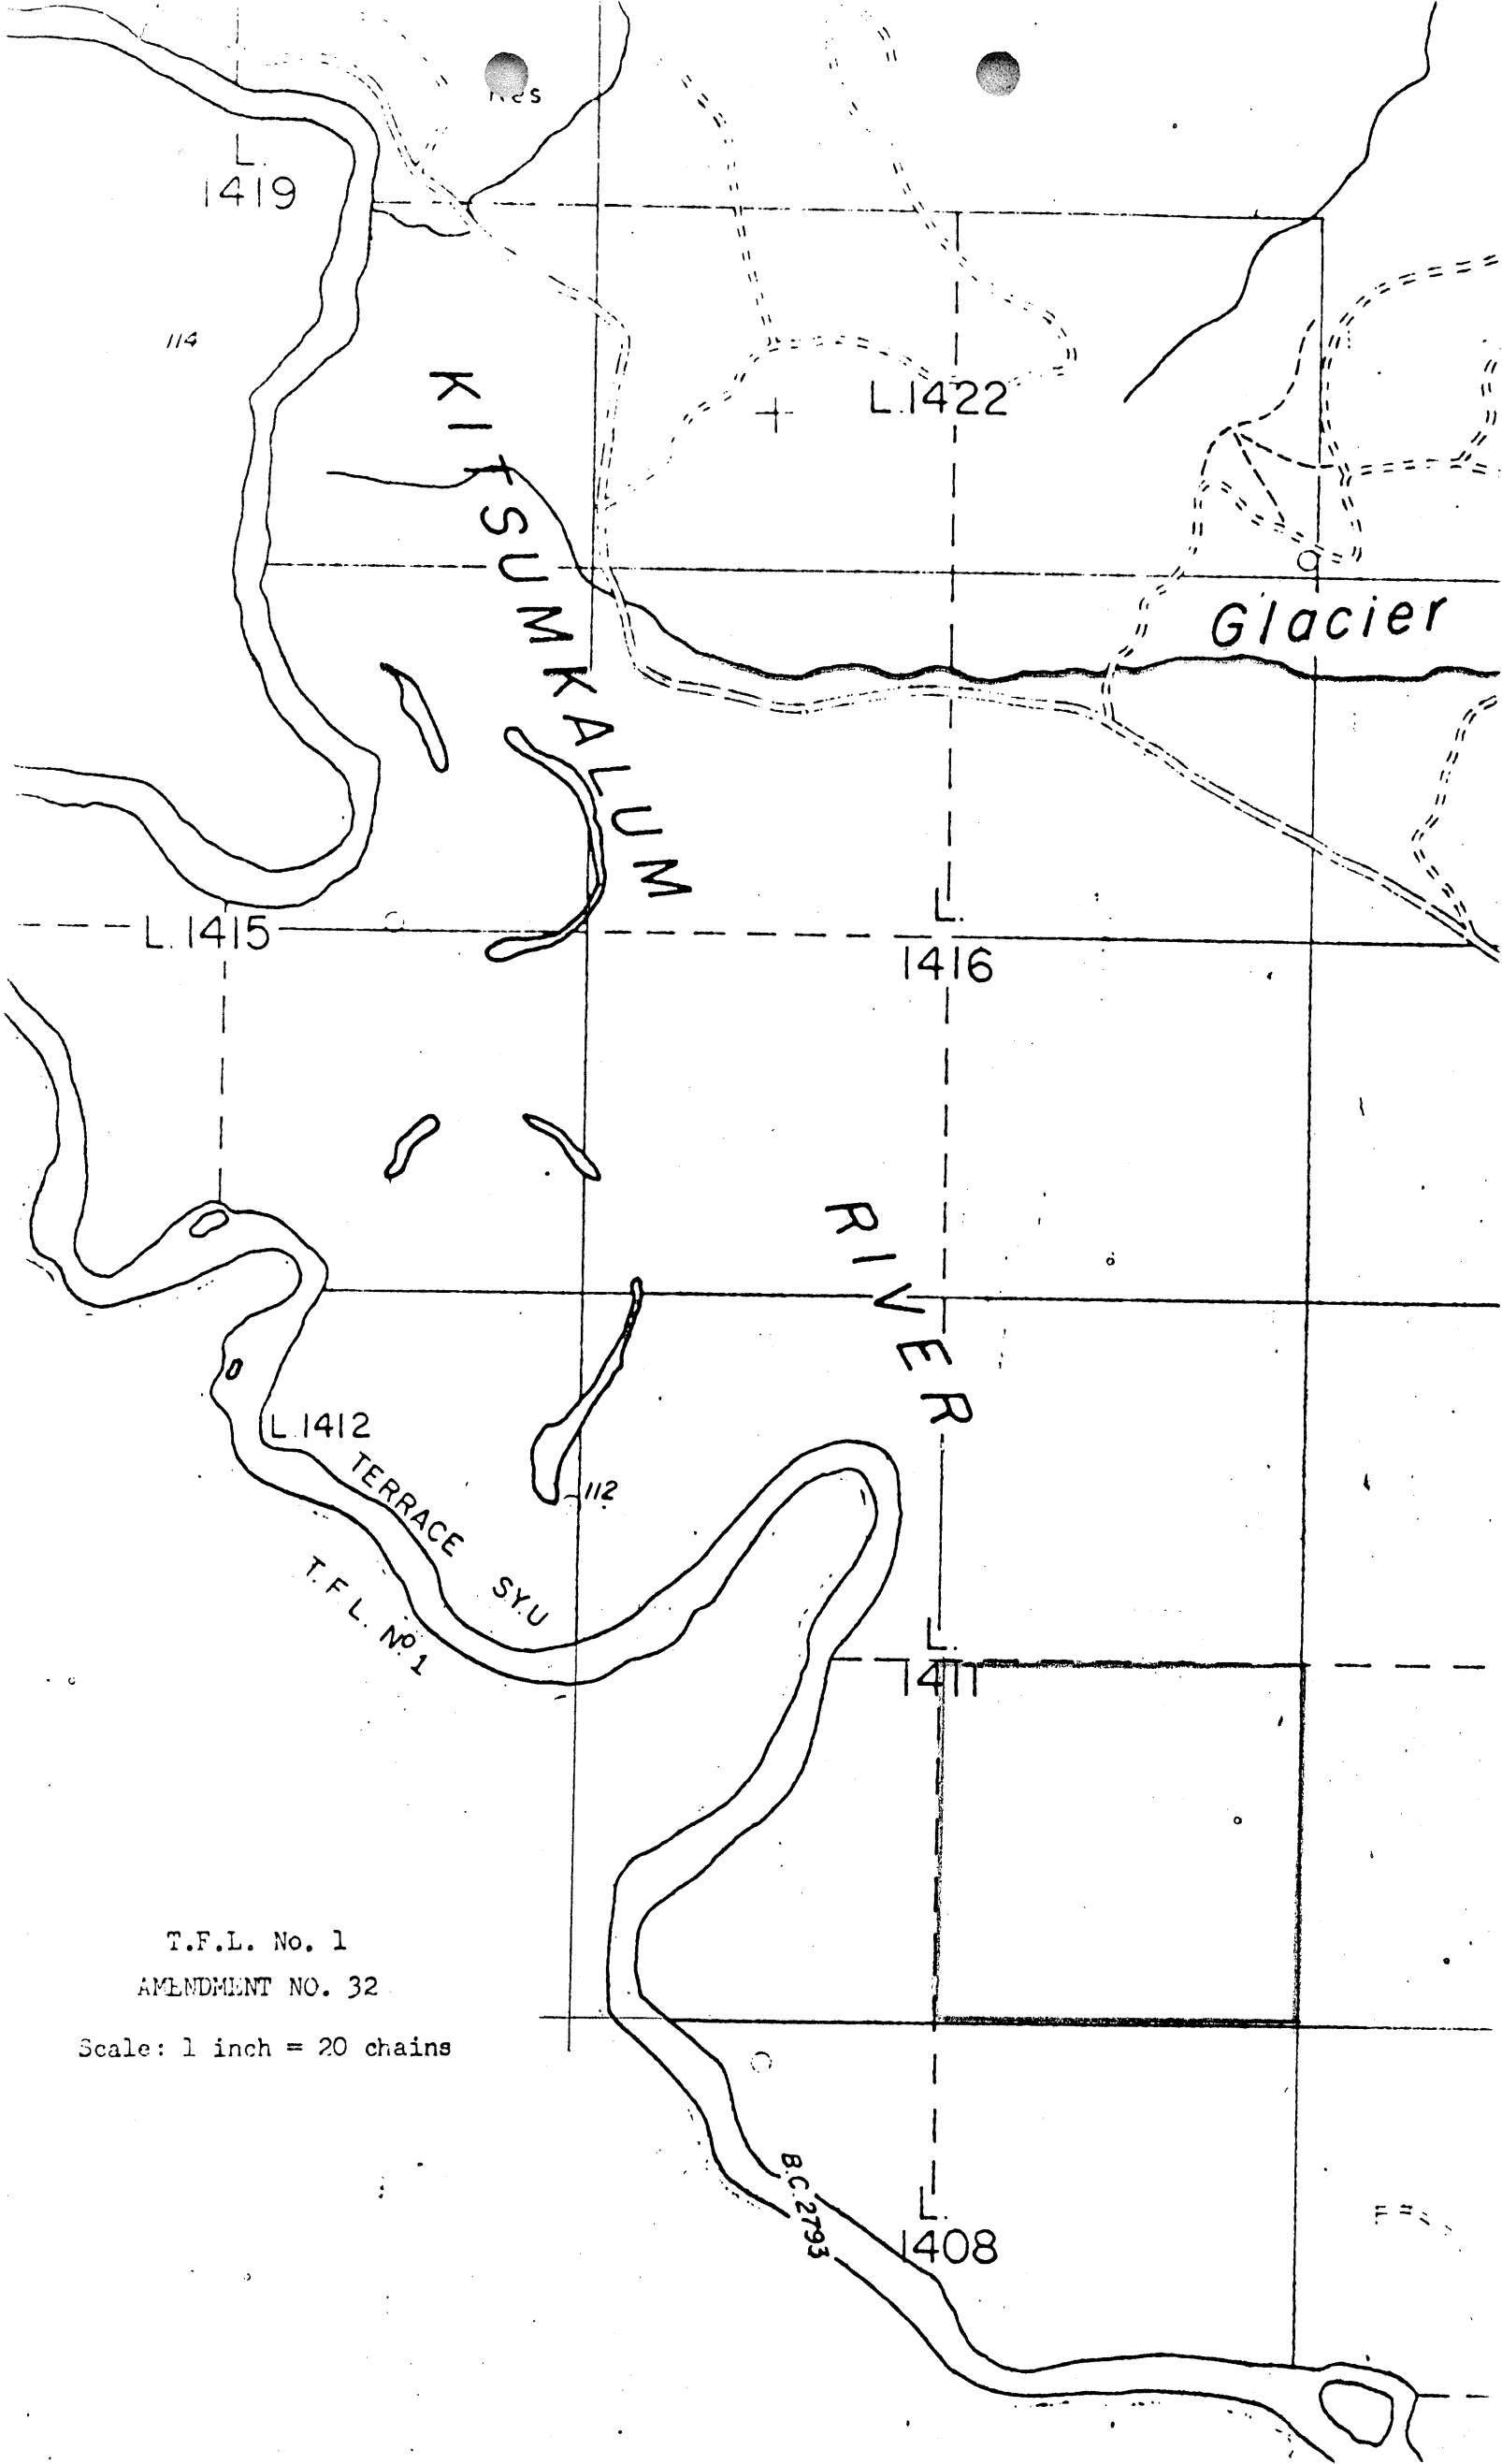 L.
1419
114
L.1422
KITSUMKALUM
Glacier
L.1415
L.
1416
RIVER
L.1412
TERRACE SY.U
T.F.L. No. 1
112
L.
1411
T.F.L. No. 1
AMENDMENT NO. 32
Scale: 1 inch = 20 chains
B.C. 2793
L.
1408